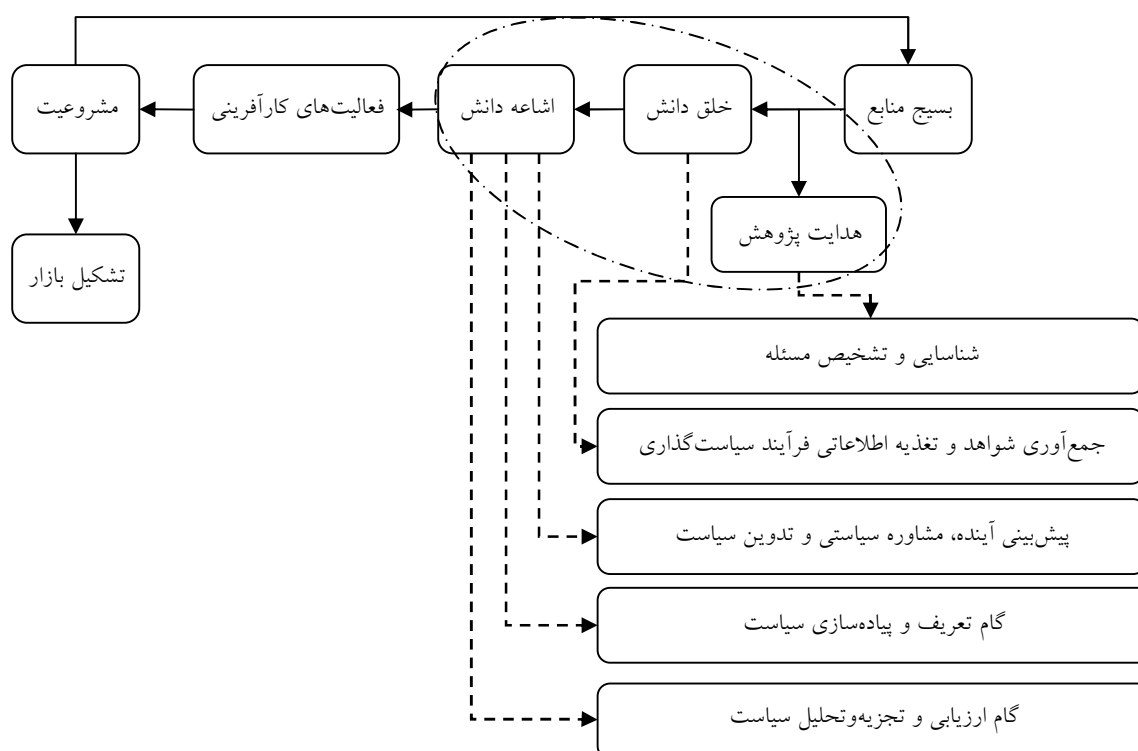 بسیج منابع
خلق دانش
اشاعه دانش
فعالیت‌های کارآفرینی
مشروعیت
هدایت پژوهش
تشکیل بازار
شناسایی و تشخیص مسئله
جمع‌آوری شواهد و تغذیه اطلاعاتی فرآیند سیاست‌گذاری
پیش‌بینی آینده، مشاوره سیاستی و تدوین سیاست
گام تعریف و پیاده‌سازی سیاست
گام ارزیابی و تجزیه‌وتحلیل سیاست